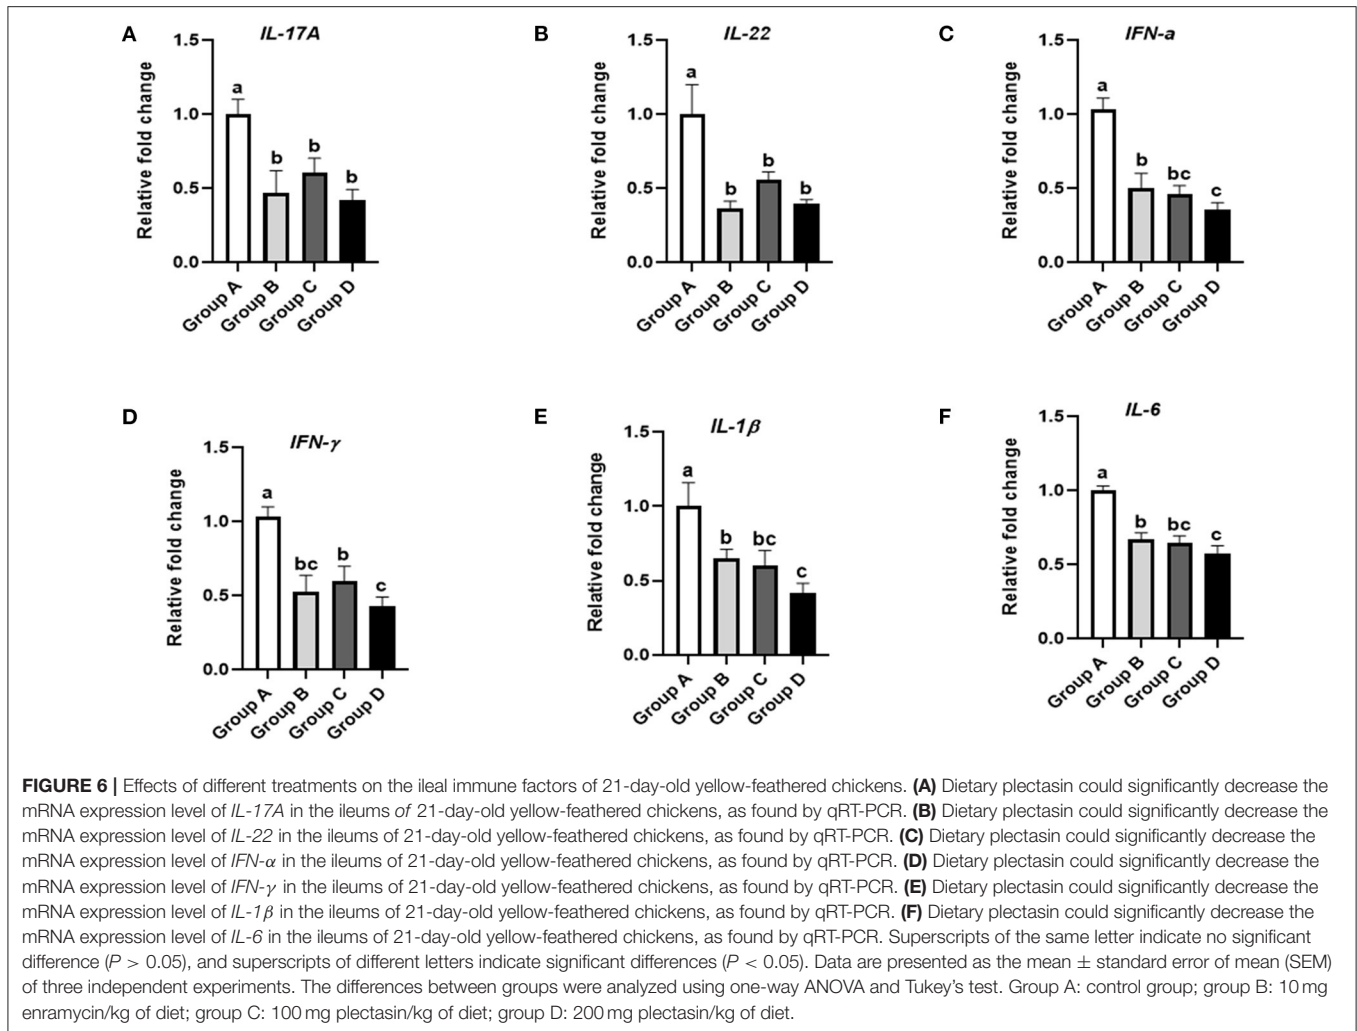 A
IL-17A
Relative fold change
1.5
1.0
0.5
0.0
a
b
b
b
Group A
Group B
Group C
Group D
B
IL-22
Relative fold change
1.5
1.0
0.5
0.0
a
b
b
b
Group A
Group B
Group C
Group D
C
IFN-a
Relative fold change
1.5
1.0
0.5
0.0
a
b
bc
c
Group A
Group B
Group C
Group D
D
IFN-γ
Relative fold change
1.5
1.0
0.5
0.0
a
bc
b
c
Group A
Group B
Group C
Group D
E
IL-1β
Relative fold change
1.5
1.0
0.5
0.0
a
b
bc
c
Group A
Group B
Group C
Group D
F
IL-6
Relative fold change
1.5
1.0
0.5
0.0
a
b
bc
c
Group A
Group B
Group C
Group D
FIGURE 6 | Effects of different treatments on the ileal immune factors of 21-day-old yellow-feathered chickens. (A) Dietary plectasin could significantly decrease the
mRNA expression level of IL-17A in the ileums of 21-day-old yellow-feathered chickens, as found by qRT-PCR. (B) Dietary plectasin could significantly decrease the
mRNA expression level of IL-22 in the ileums of 21-day-old yellow-feathered chickens, as found by qRT-PCR. (C) Dietary plectasin could significantly decrease the
mRNA expression level of IFN-α in the ileums of 21-day-old yellow-feathered chickens, as found by qRT-PCR. (D) Dietary plectasin could significantly decrease the
mRNA expression level of IFN-γ in the ileums of 21-day-old yellow-feathered chickens, as found by qRT-PCR. (E) Dietary plectasin could significantly decrease the
mRNA expression level of IL-1β in the ileums of 21-day-old yellow-feathered chickens, as found by qRT-PCR. (F) Dietary plectasin could significantly decrease the
mRNA expression level of IL-6 in the ileums of 21-day-old yellow-feathered chickens, as found by qRT-PCR. Superscripts of the same letter indicate no significant
difference (P > 0.05), and superscripts of different letters indicate significant differences (P < 0.05). Data are presented as the mean ± standard error of mean (SEM)
of three independent experiments. The differences between groups were analyzed using one-way ANOVA and Tukey's test. Group A: control group; group B: 10 mg
enramycin/kg of diet; group C: 100 mg plectasin/kg of diet; group D: 200 mg plectasin/kg of diet.